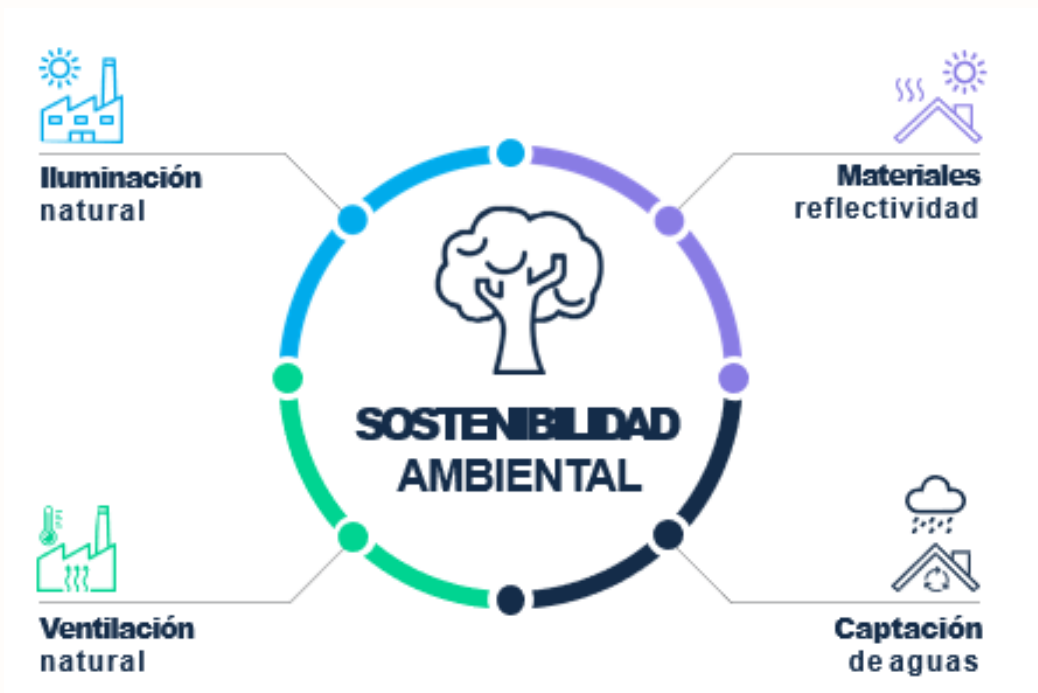 Iluminación
natural
Materiales
reflectividad
SOSTENIBILIDAD
AMBIENTAL
Ventilación
natural
Captación
de aguas